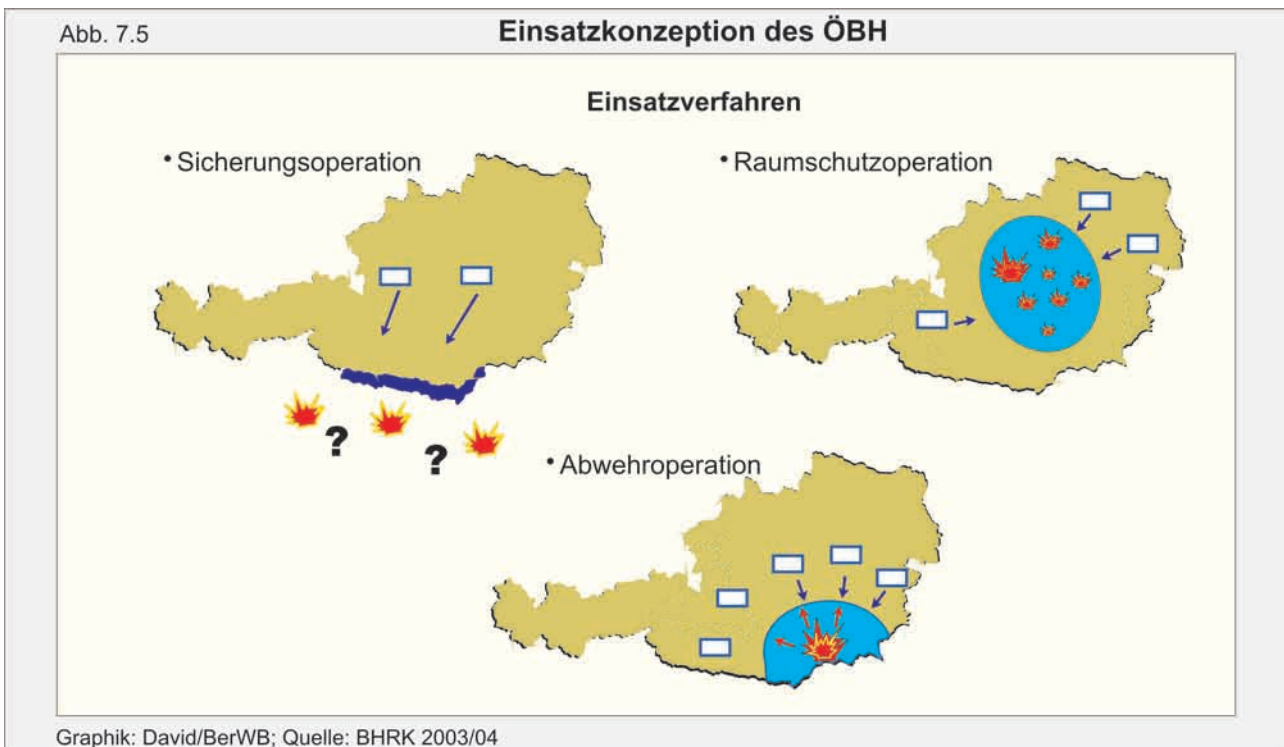 Abb. 7.5
Einsatzkonzeption des ÖBH
Einsatzverfahren
• Sicherungsoperation
• Raumschutzoperation
?
?
• Abwehroperation
Graphik: David/BerWB; Quelle: BHRK 2003/04